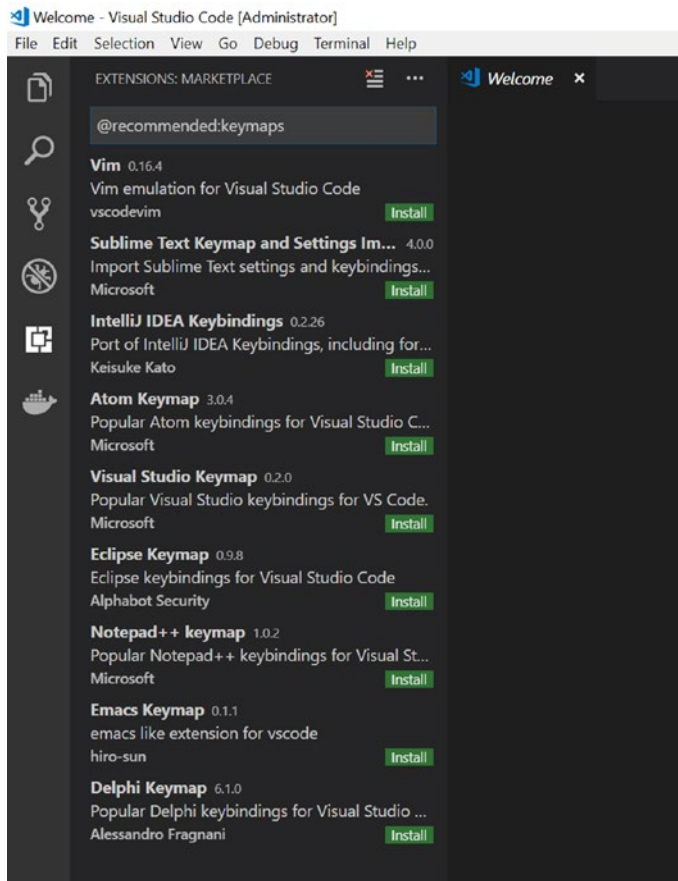 Welcome - Visual Studio Code [Administrator]
File Edit Selection View Go Debug Terminal Help
EXTENSIONS: MARKETPLACE
Welcome
@recommended:keymaps
Vim 0.16.4
Vim emulation for Visual Studio Code
vscodevim Install
Sublime Text Keymap and Settings Im... 4.0.0
Import Sublime Text settings and keybindings...
Microsoft Install
IntelliJ IDEA Keybindings 0.2.26
Port of IntelliJ IDEA Keybindings, including for...
Keisuke Kato Install
Atom Keymap 3.0.4
Popular Atom keybindings for Visual Studio C...
Microsoft Install
Visual Studio Keymap 0.2.0
Popular Visual Studio keybindings for VS Code.
Microsoft Install
Eclipse Keymap 0.9.8
Eclipse keybindings for Visual Studio Code
Alphabot Security Install
Notepad++ keymap 1.0.2
Popular Notepad++ keybindings for Visual St...
Microsoft Install
Emacs Keymap 0.1.1
emacs like extension for vscode
hiro-sun Install
Delphi Keymap 6.1.0
Popular Delphi keybindings for Visual Studio ...
Alessandro Fragnani Install